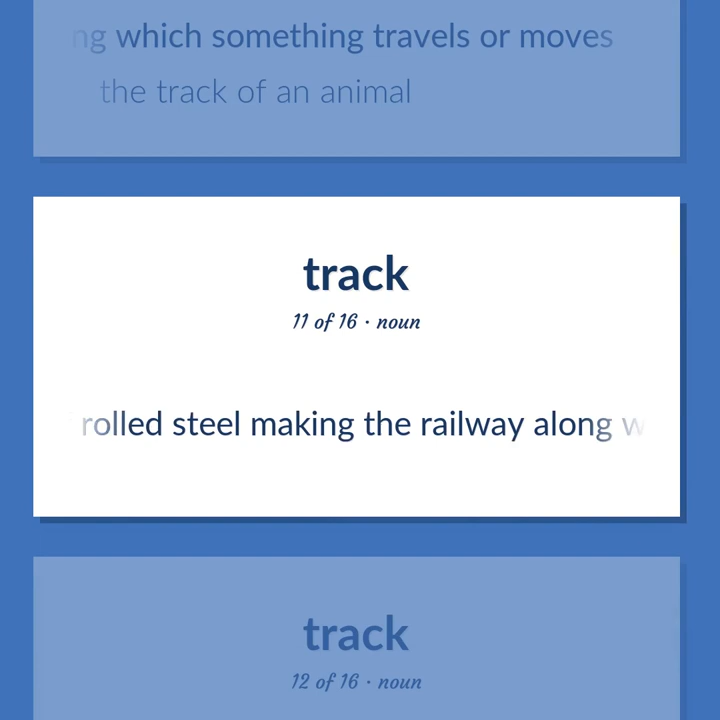 which something travels or moves
the track of an animal
track
11 of 16 · noun
rolled steel making the railway along
track
12 of 16 · noun